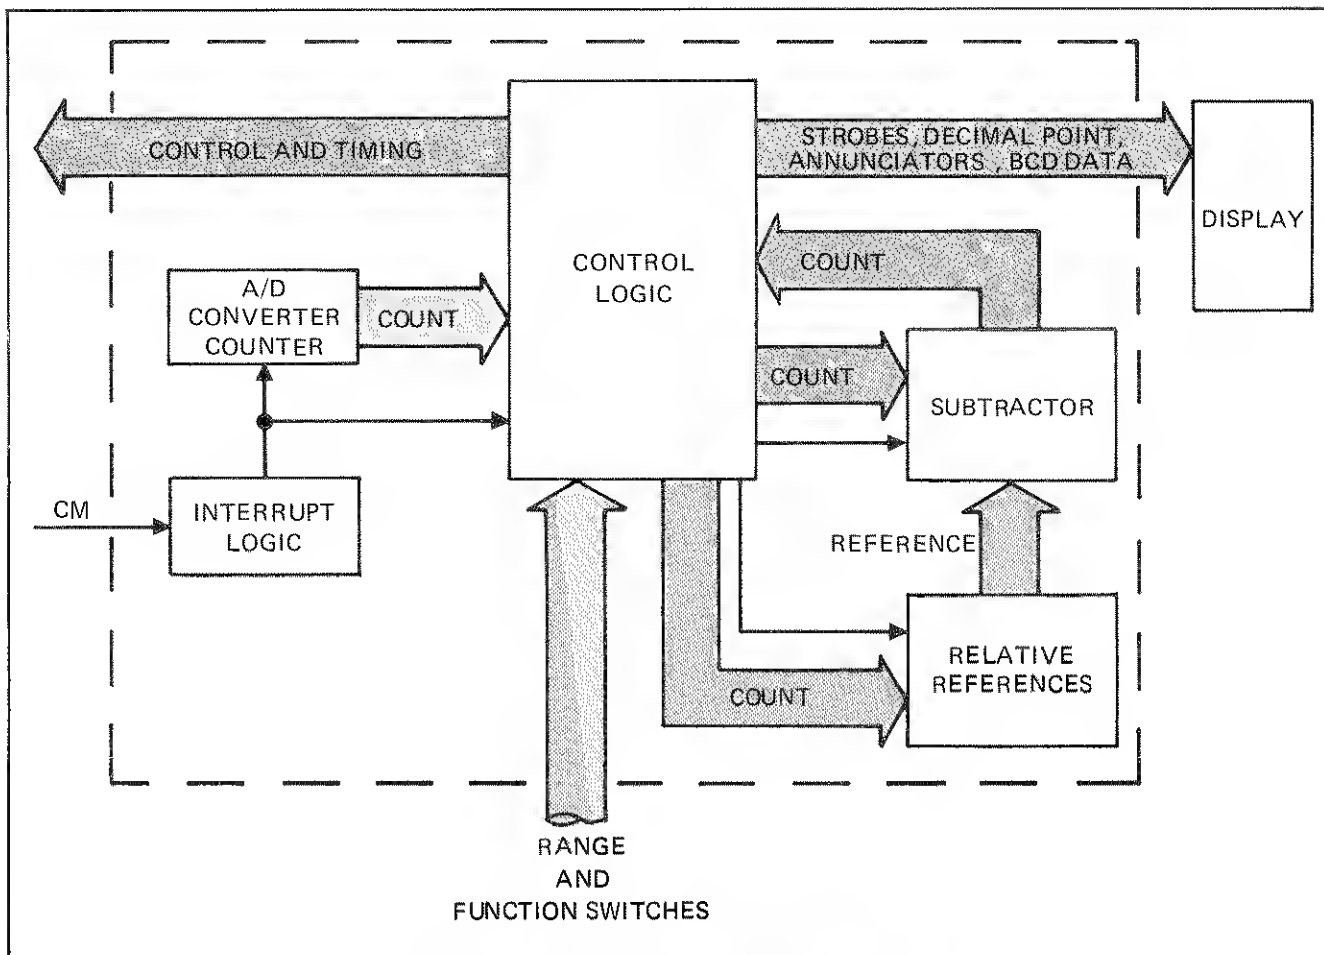 CONTROL AND TIMING
STROBES, DECIMAL POINT,
ANNUNCIATORS , BCD DATA
DISPLAY
CONTROL
LOGIC
COUNT
A/D
CONVERTER
COUNTER
COUNT
COUNT
SUBTRACTOR
CM
INTERRUPT
LOGIC
REFERENCE
RELATIVE
REFERENCES
COUNT
RANGE
AND
FUNCTION SWITCHES